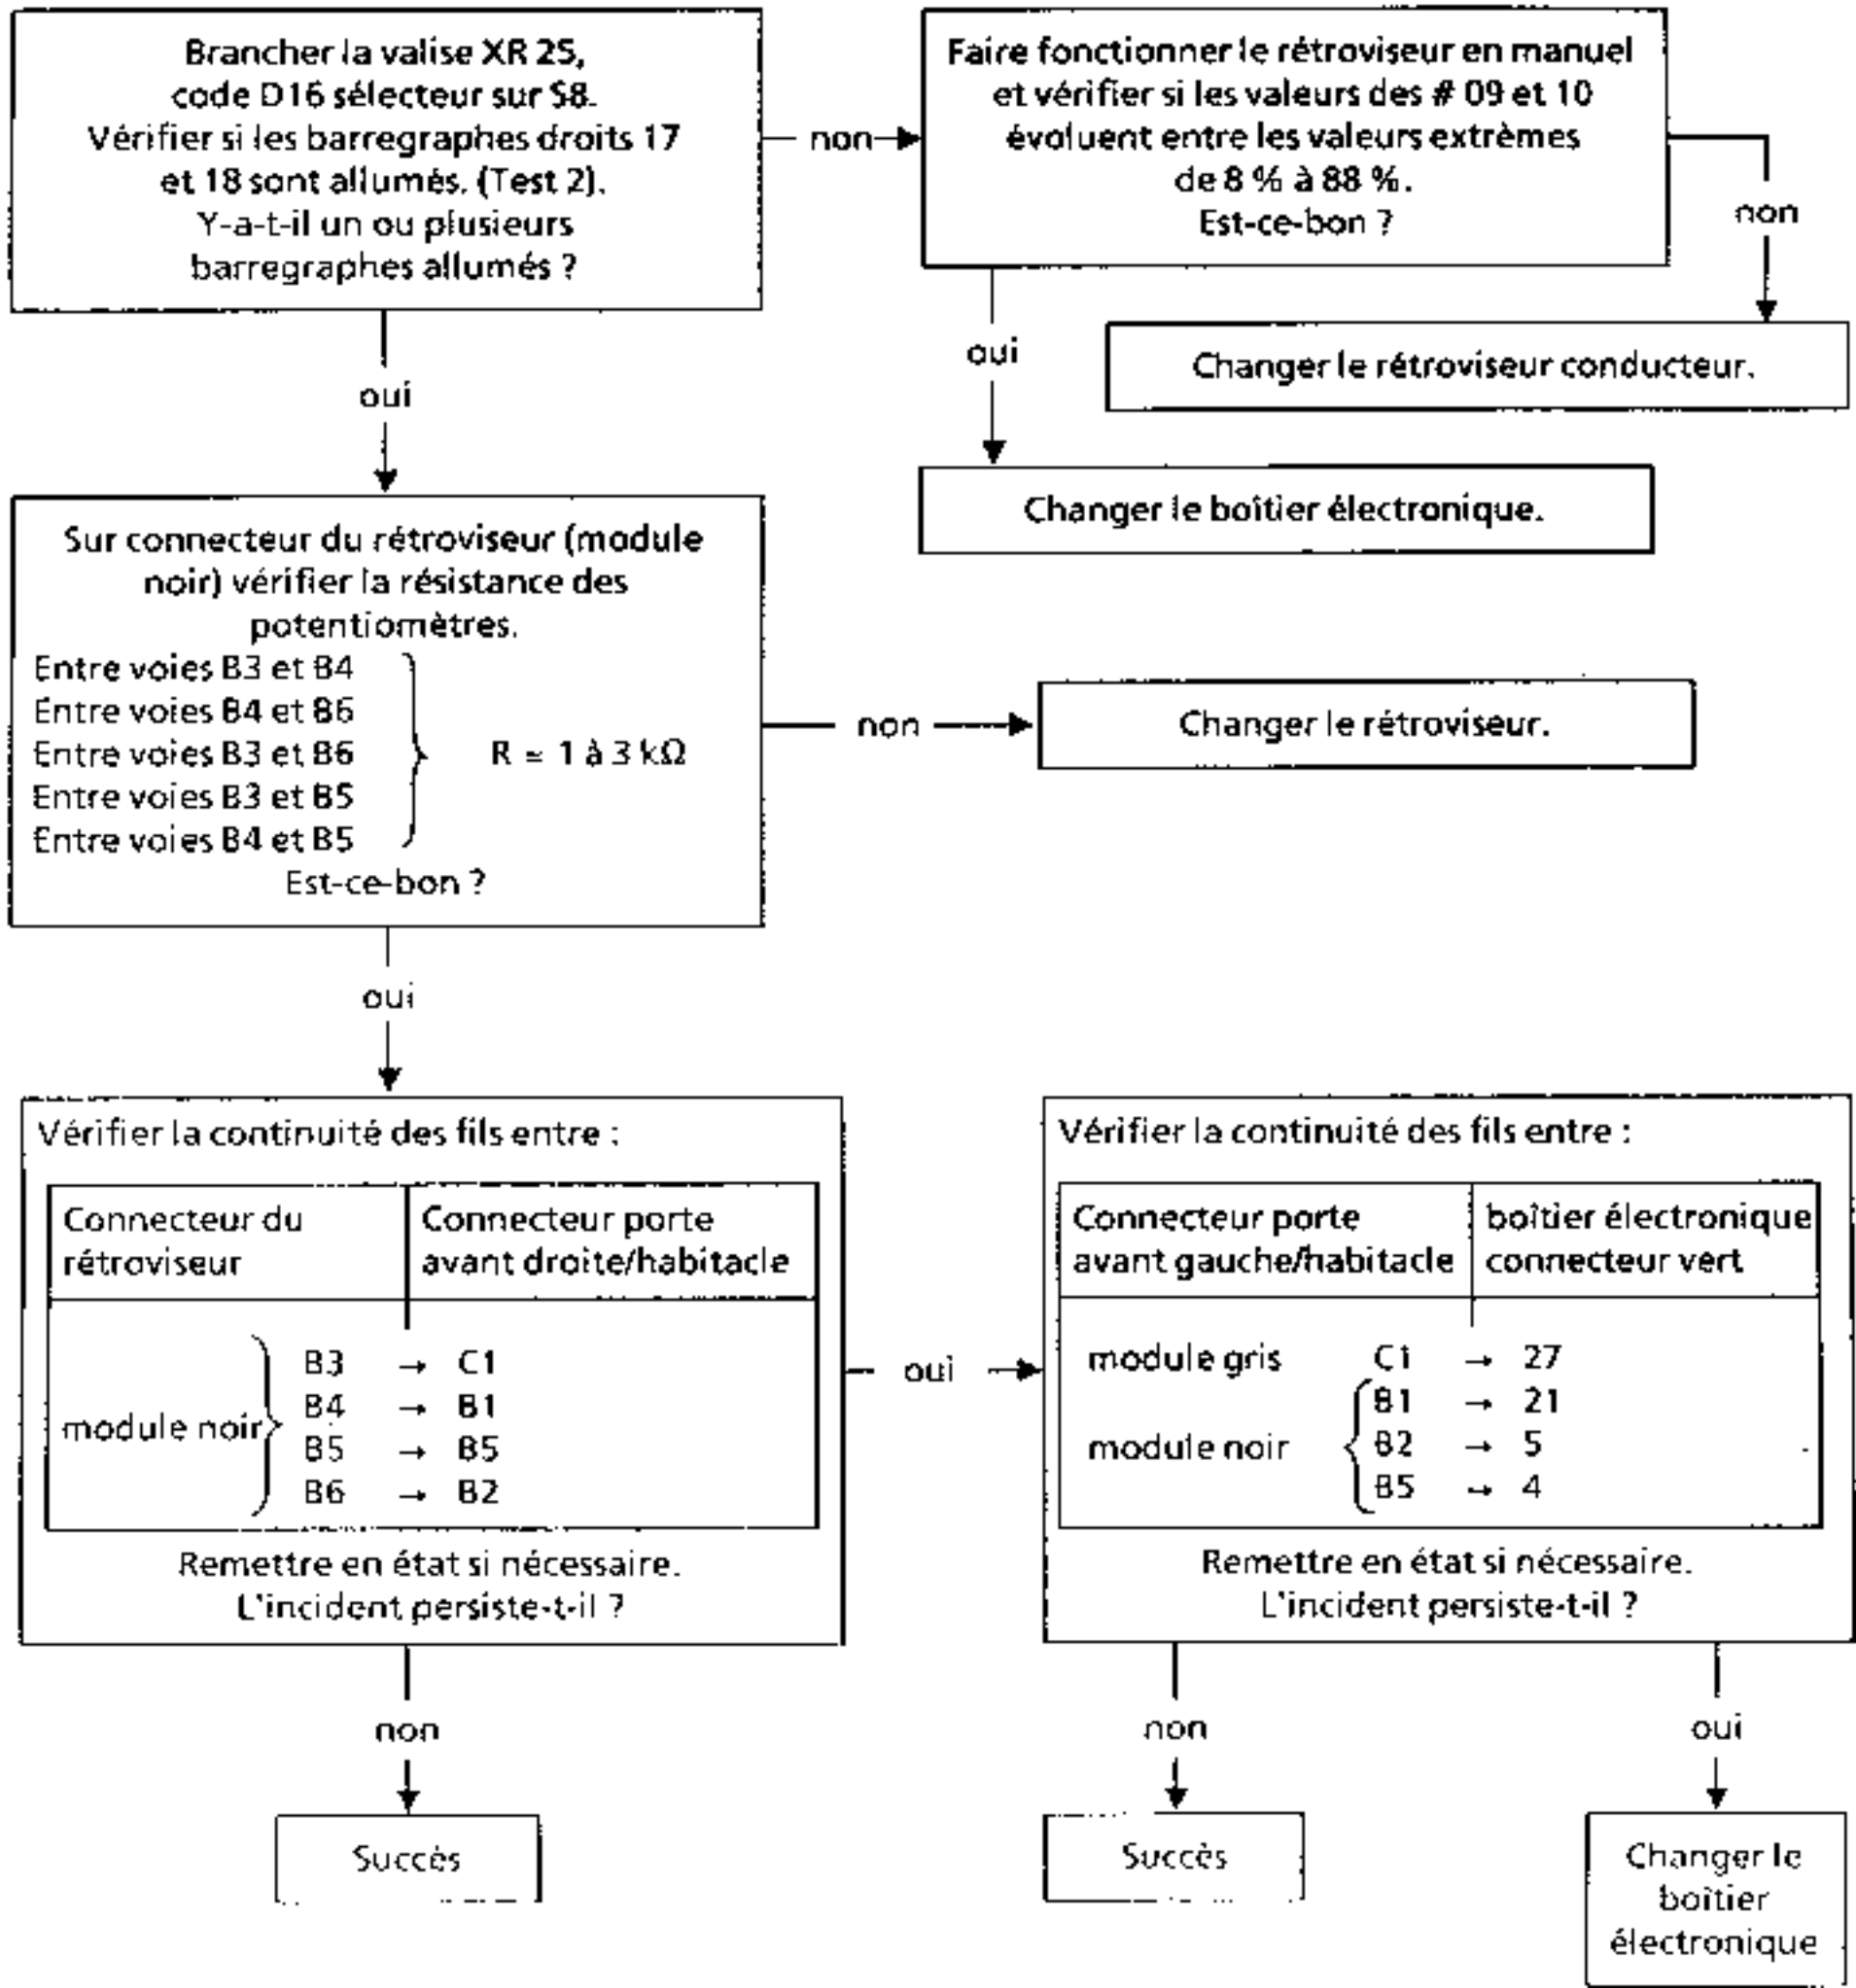 Brancher la valise XR 25,
code D16 sélecteur sur S8.
Vérifier si les barregraphes droits 17
et 18 sont allumés. (Test 2).
Y-a-t-il un ou plusieurs
barregraphes allumés ?
non
Faire fonctionner le rétroviseur en manuel
et vérifier si les valeurs des # 09 et 10
évoluent entre les valeurs extrèmes
de 8 % à 88 %.
Est-ce-bon ?
non
oui
Changer le rétroviseur conducteur.
oui
Changer le boîtier électronique.
Sur connecteur du rétroviseur (module
noir) vérifier la résistance des
potentiomètres.
Entre voies B3 et B4
Entre voies B4 et B6
Entre voies B3 et B6
Entre voies B3 et B5
Entre voies B4 et B5
R = 1 à 3 kΩ
Est-ce-bon ?
non
Changer le rétroviseur.
oui
Vérifier la continuité des fils entre :
Connecteur du
rétroviseur
Connecteur porte
avant droite/habitacle
module noir
B3 → C1
B4 → B1
B5 → B5
B6 → B2
Remettre en état si nécessaire.
L'incident persiste-t-il ?
oui
Vérifier la continuité des fils entre :
Connecteur porte
avant gauche/habitacle
boîtier électronique
connecteur vert
module gris C1 → 27
module noir
B1 → 21
B2 → 5
B5 → 4
Remettre en état si nécessaire.
L'incident persiste-t-il ?
non
non
oui
Succès
Succès
Changer le
boîtier
électronique